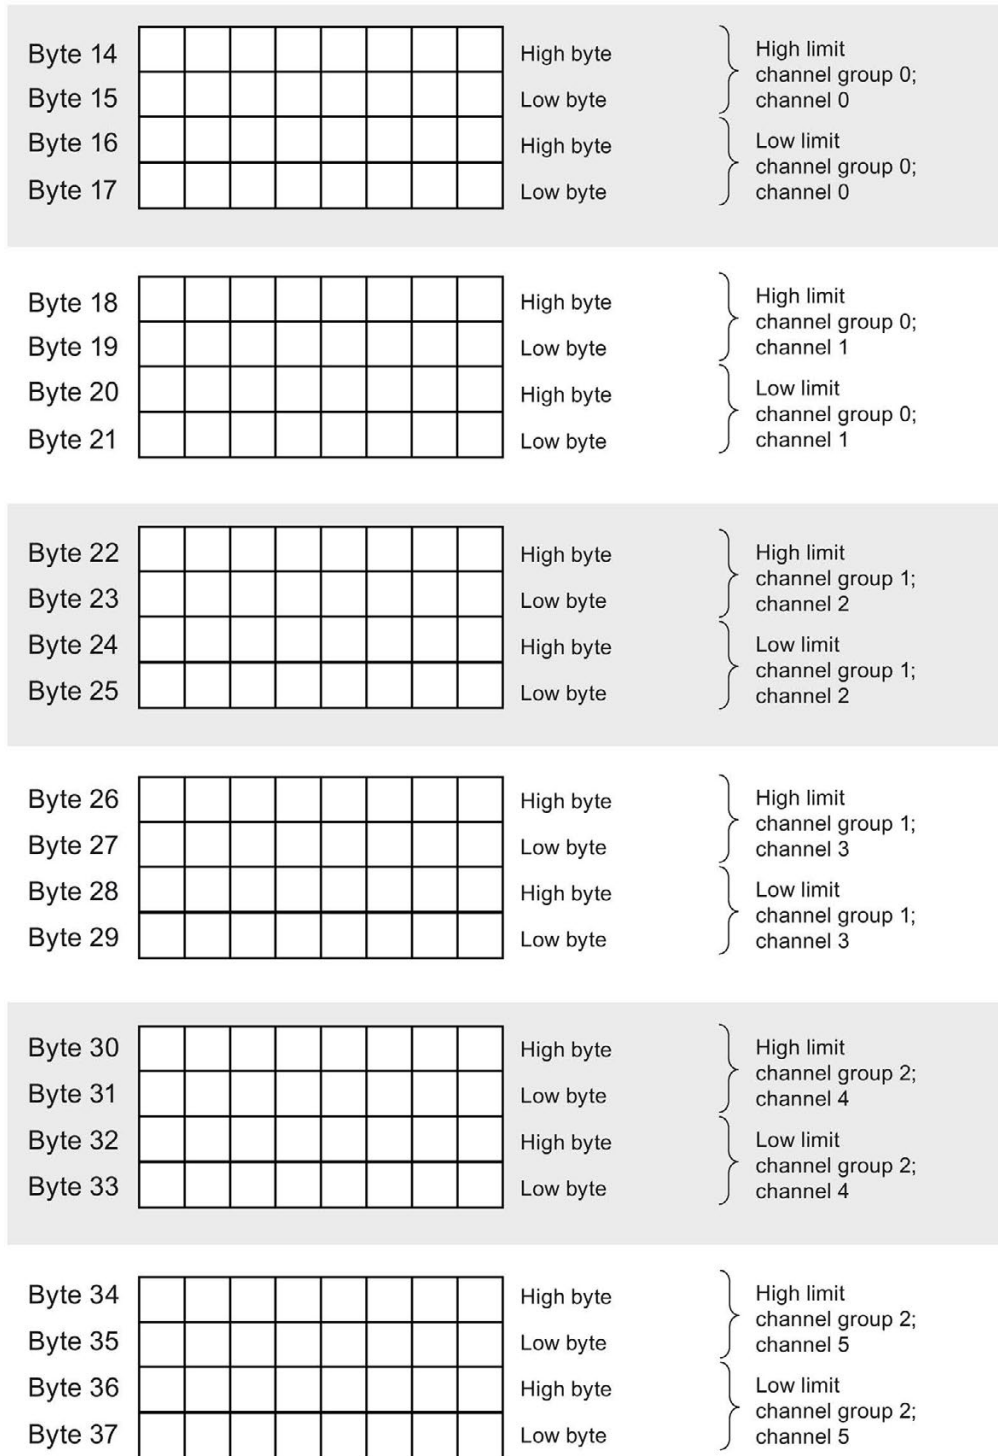 Byte 14 High byte High limit
channel group 0;
Byte 15 Low byte channel 0
Byte 16 High byte Low limit
channel group 0;
Byte 17 Low byte channel 0
Byte 18 High byte High limit
channel group 0;
Byte 19 Low byte channel 1
Byte 20 High byte Low limit
channel group 0;
Byte 21 Low byte channel 1
Byte 22 High byte High limit
channel group 1;
Byte 23 Low byte channel 2
Byte 24 High byte Low limit
channel group 1;
Byte 25 Low byte channel 2
Byte 26 High byte High limit
channel group 1;
Byte 27 Low byte channel 3
Byte 28 High byte Low limit
channel group 1;
Byte 29 Low byte channel 3
Byte 30 High byte High limit
channel group 2;
Byte 31 Low byte channel 4
Byte 32 High byte Low limit
channel group 2;
Byte 33 Low byte channel 4
Byte 34 High byte High limit
channel group 2;
Byte 35 Low byte channel 5
Byte 36 High byte Low limit
channel group 2;
Byte 37 Low byte channel 5